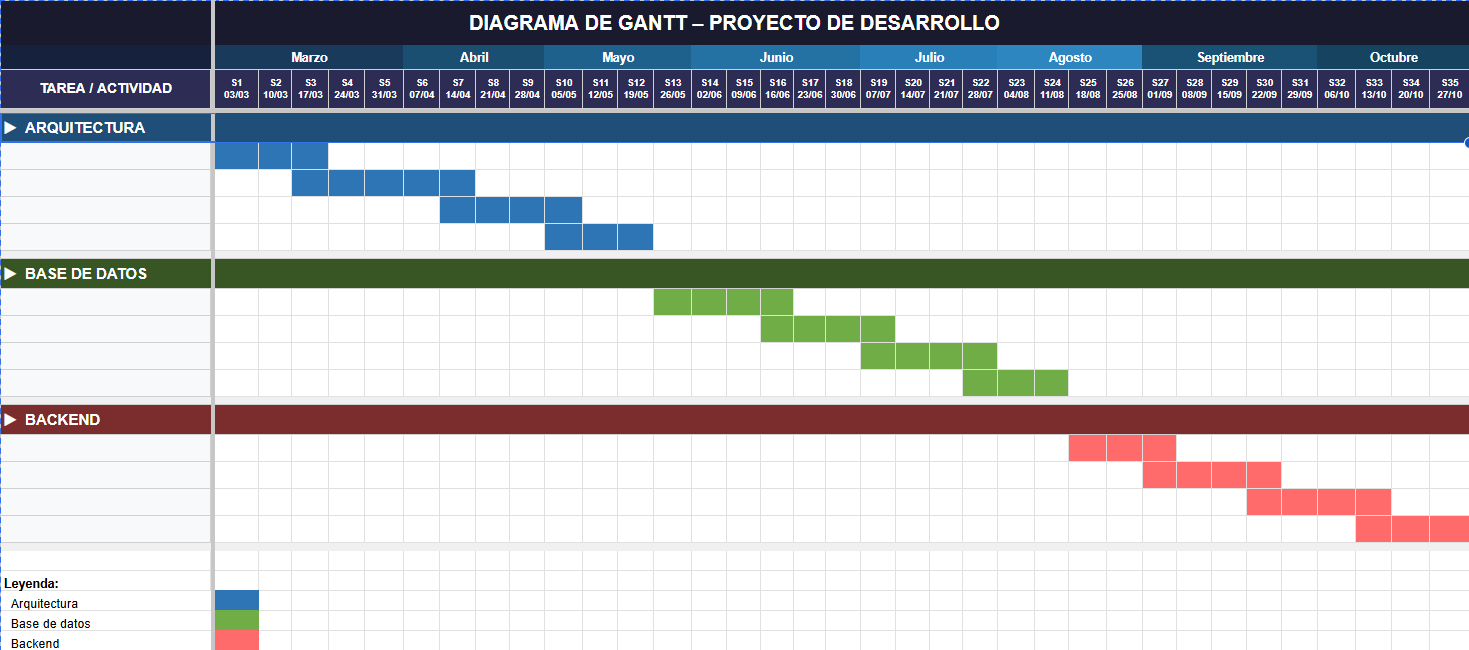 DIAGRAMA DE GANTT – PROYECTO DE DESARROLLO
Marzo Abril Mayo Junio Julio Agosto Septiembre Octubre
TAREA / ACTIVIDAD
S1 S2 S3 S4 S5 S6 S7 S8 S9 S10 S11 S12 S13 S14 S15 S16 S17 S18 S19 S20 S21 S22 S23 S24 S25 S26 S27 S28 S29 S30 S31 S32 S33 S34 S35
03/03 10/03 17/03 24/03 31/03 07/04 14/04 21/04 28/04 05/05 12/05 19/05 26/05 02/06 09/06 16/06 23/06 30/06 07/07 14/07 21/07 28/07 04/08 11/08 18/08 25/08 01/09 08/09 15/09 22/09 29/09 06/10 13/10 20/10 27/10
▶ ARQUITECTURA
▶ BASE DE DATOS
▶ BACKEND
Leyenda:
Arquitectura
Base de datos
Backend